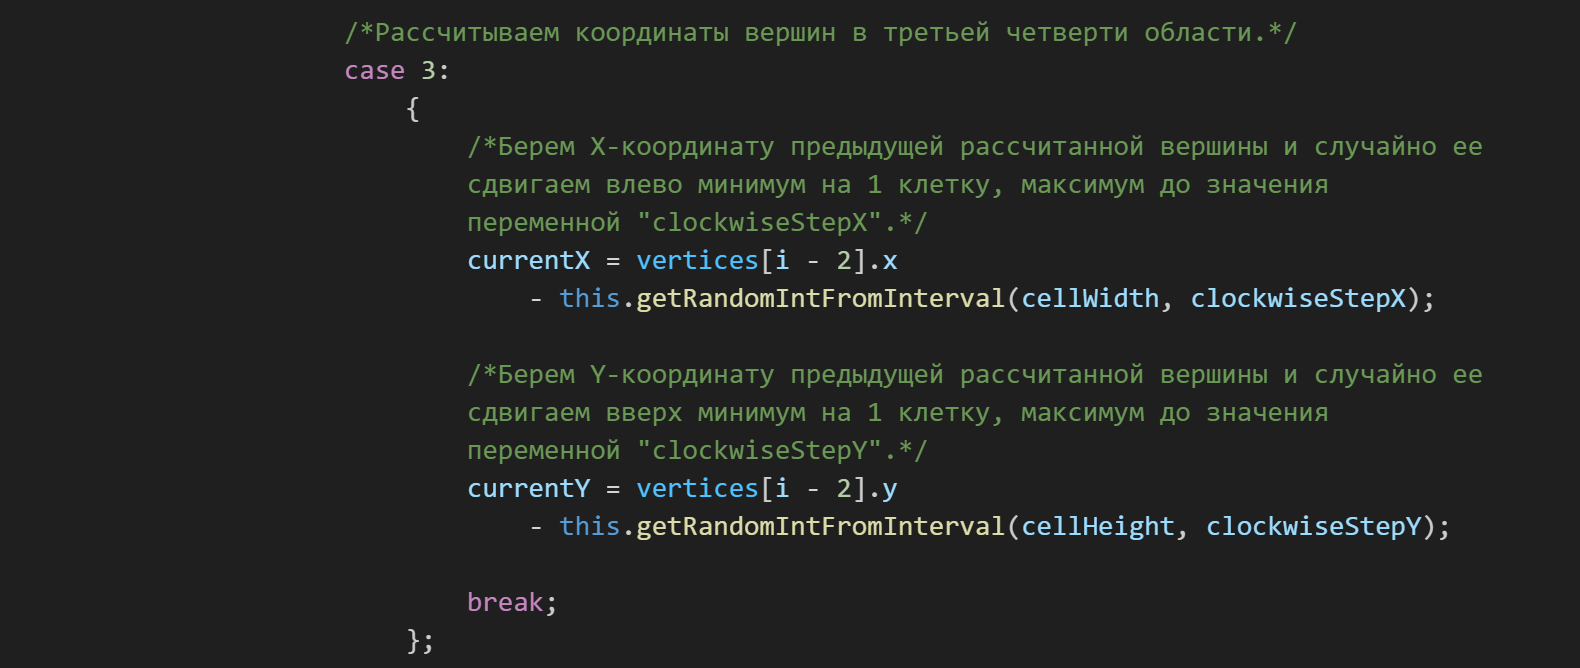 /*Рассчитываем координаты вершин в третьей четверти области.*/
case 3:
{
/*Берем X-координату предыдущей рассчитанной вершины и случайно ее
сдвигаем влево минимум на 1 клетку, максимум до значения
переменной "clockwiseStepX".*/
currentX = vertices[i - 2].x
- this.getRandomIntFromInterval(cellWidth, clockwiseStepX);
/*Берем Y-координату предыдущей рассчитанной вершины и случайно ее
сдвигаем вверх минимум на 1 клетку, максимум до значения
переменной "clockwiseStepY".*/
currentY = vertices[i - 2].y
- this.getRandomIntFromInterval(cellHeight, clockwiseStepY);
break;
};